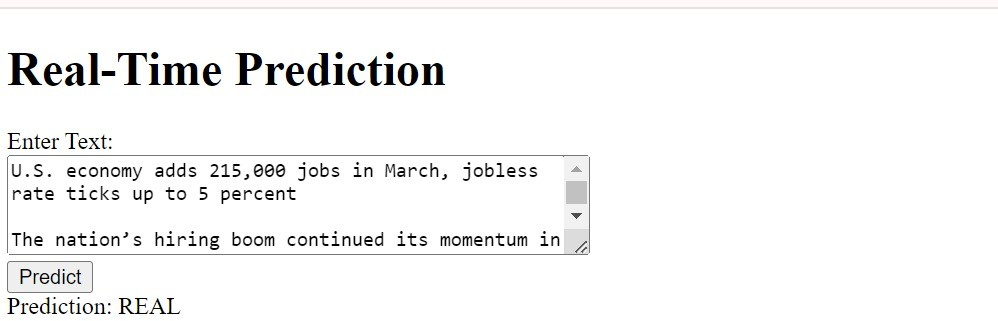 Real-Time Prediction
Enter Text:
U.S. economy adds 215,000 jobs in March, jobless
rate ticks up to 5 percent
The nation’s hiring boom continued its momentum in
Predict
Prediction: REAL